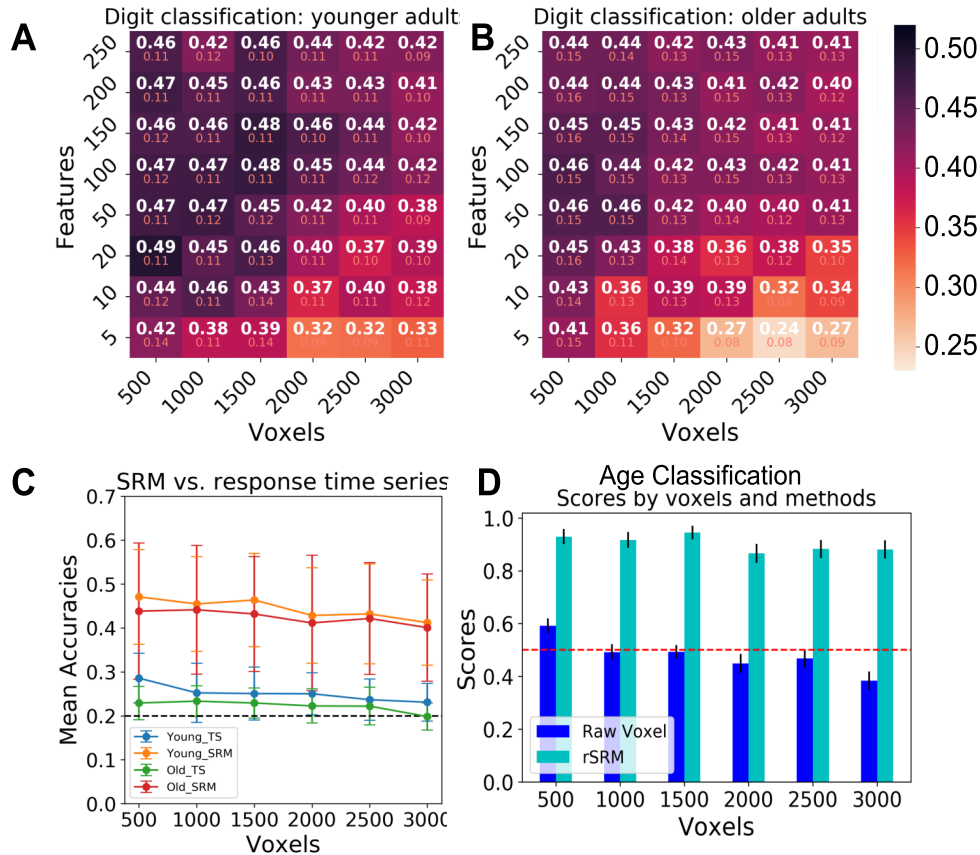 A
Digit classification: younger adult
B
Digit classification: older adults
Features
250
0.46 0.42 0.46 0.44 0.42 0.42
0.11 0.12 0.10 0.11 0.11 0.09
200
0.47 0.45 0.46 0.43 0.43 0.41
0.11 0.11 0.11 0.11 0.11 0.10
150
0.46 0.46 0.48 0.46 0.44 0.42
0.12 0.11 0.11 0.10 0.11 0.10
100
0.47 0.47 0.48 0.45 0.44 0.42
0.12 0.12 0.11 0.11 0.11 0.12
50
0.47 0.47 0.45 0.42 0.40 0.38
0.11 0.12 0.12 0.11 0.11 0.09
20
0.49 0.45 0.46 0.40 0.37 0.39
0.11 0.11 0.13 0.11 0.10 0.10
10
0.44 0.46 0.43 0.37 0.40 0.38
0.12 0.11 0.14 0.11 0.11 0.12
5
0.42 0.38 0.39 0.32 0.32 0.33
0.14 0.11 0.14 0.09 0.09 0.11
500 1000 1500 2000 2500 3000
Voxels
Features
250
0.44 0.44 0.42 0.43 0.41 0.41
0.15 0.14 0.13 0.15 0.13 0.13
200
0.44 0.44 0.43 0.41 0.42 0.40
0.16 0.15 0.13 0.15 0.13 0.12
150
0.45 0.45 0.43 0.42 0.41 0.41
0.16 0.15 0.13 0.15 0.13 0.12
100
0.46 0.44 0.42 0.43 0.42 0.41
0.15 0.15 0.13 0.13 0.12 0.13
50
0.46 0.46 0.42 0.40 0.40 0.41
0.15 0.15 0.13 0.14 0.12 0.13
20
0.45 0.43 0.38 0.36 0.38 0.35
0.16 0.13 0.14 0.13 0.12 0.10
10
0.43 0.36 0.39 0.39 0.32 0.34
0.14 0.13 0.13 0.13 0.08 0.09
5
0.41 0.36 0.32 0.27 0.24 0.27
0.15 0.11 0.10 0.08 0.08 0.09
500 1000 1500 2000 2500 3000
Voxels
0.50
0.45
0.40
0.35
0.30
0.25
C
SRM vs. response time series
Mean Accuracies
0.7
0.6
0.5
0.4
0.3
0.2
0.1
0.0
Young_TS
Young_SRM
Old_TS
Old_SRM
500 1000 1500 2000 2500 3000
Voxels
D
Age Classification
Scores by voxels and methods
Scores
1.0
0.8
0.6
0.4
0.2
0.0
Raw Voxel
rSRM
500 1000 1500 2000 2500 3000
Voxels